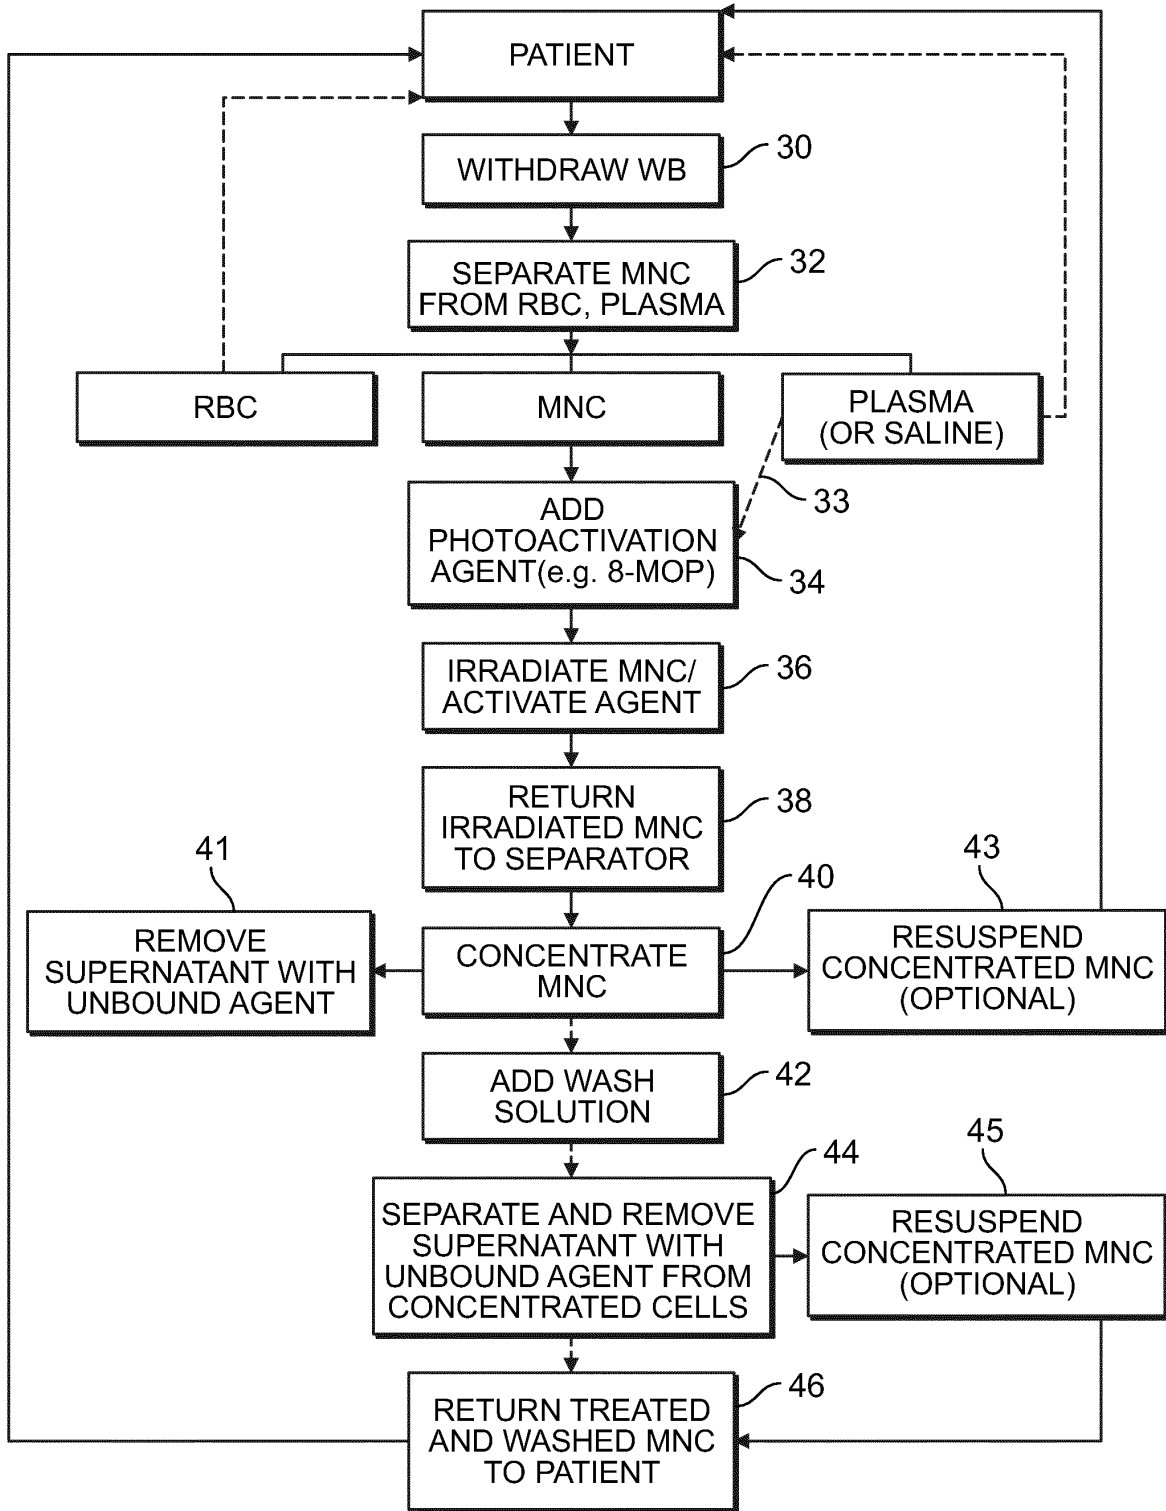 PATIENT
WITHDRAW WB
30
SEPARATE MNC
FROM RBC, PLASMA
32
RBC
MNC
PLASMA
(OR SALINE)
33
ADD
PHOTOACTIVATION
AGENT(e.g. 8-MOP)
34
IRRADIATE MNC/
ACTIVATE AGENT
36
RETURN
IRRADIATED MNC
TO SEPARATOR
38
41
REMOVE
SUPERNATANT WITH
UNBOUND AGENT
CONCENTRATE
MNC
40
43
RESUSPEND
CONCENTRATED MNC
(OPTIONAL)
ADD WASH
SOLUTION
42
SEPARATE AND REMOVE
SUPERNATANT WITH
UNBOUND AGENT FROM
CONCENTRATED CELLS
44
45
RESUSPEND
CONCENTRATED MNC
(OPTIONAL)
RETURN TREATED
AND WASHED MNC
TO PATIENT
46